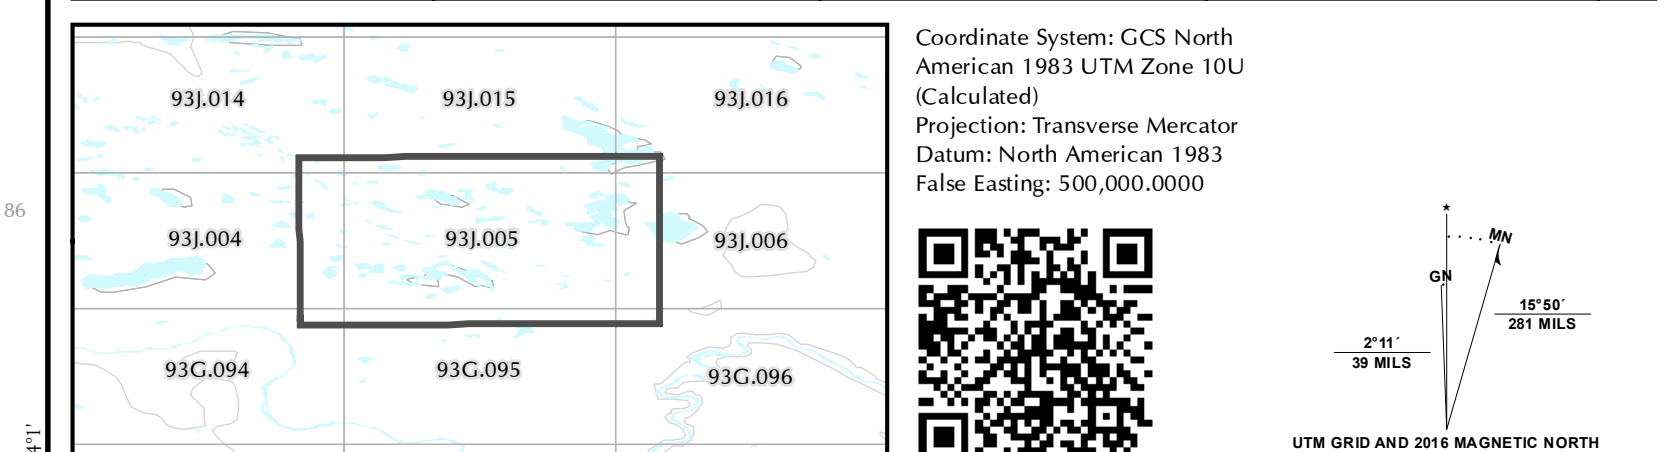 93J.014
93J.015
93J.016
93J.004
93J.005
93J.006
93G.094
93G.095
93G.096
86
4°1'
Coordinate System: GCS North
American 1983 UTM Zone 10U
(Calculated)
Projection: Transverse Mercator
Datum: North American 1983
False Easting: 500,000.0000
MN
GN
15°50´
281 MILS
2°11´
39 MILS
UTM GRID AND 2016 MAGNETIC NORTH